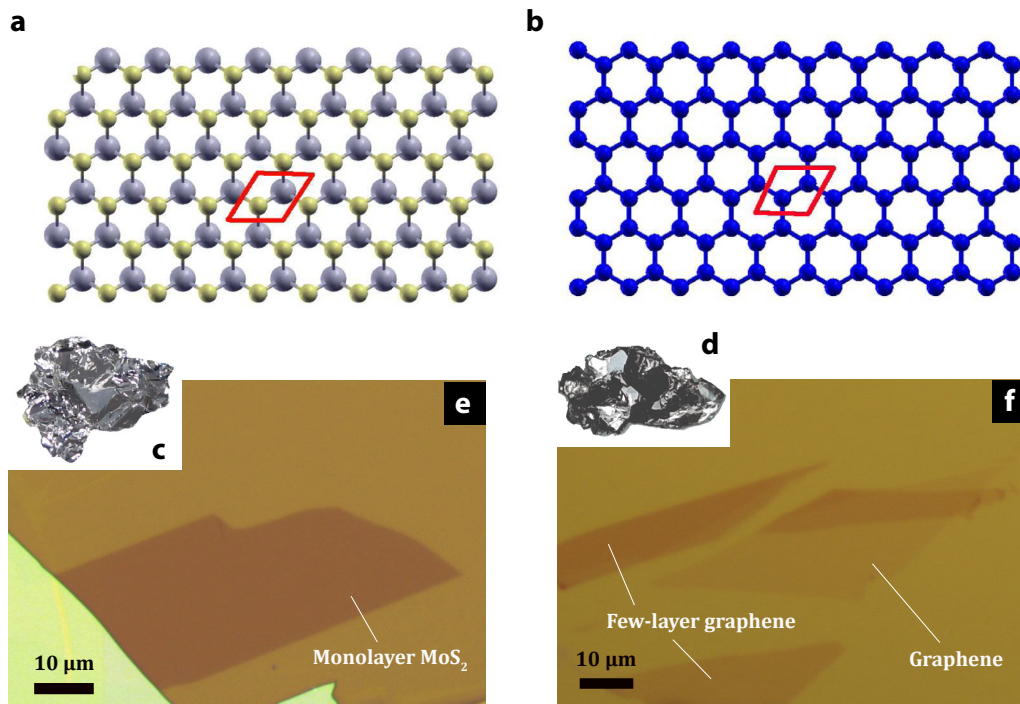 a
b
c
d
e
f
Monolayer MoS₂
10 μm
Few-layer graphene
Graphene
10 μm